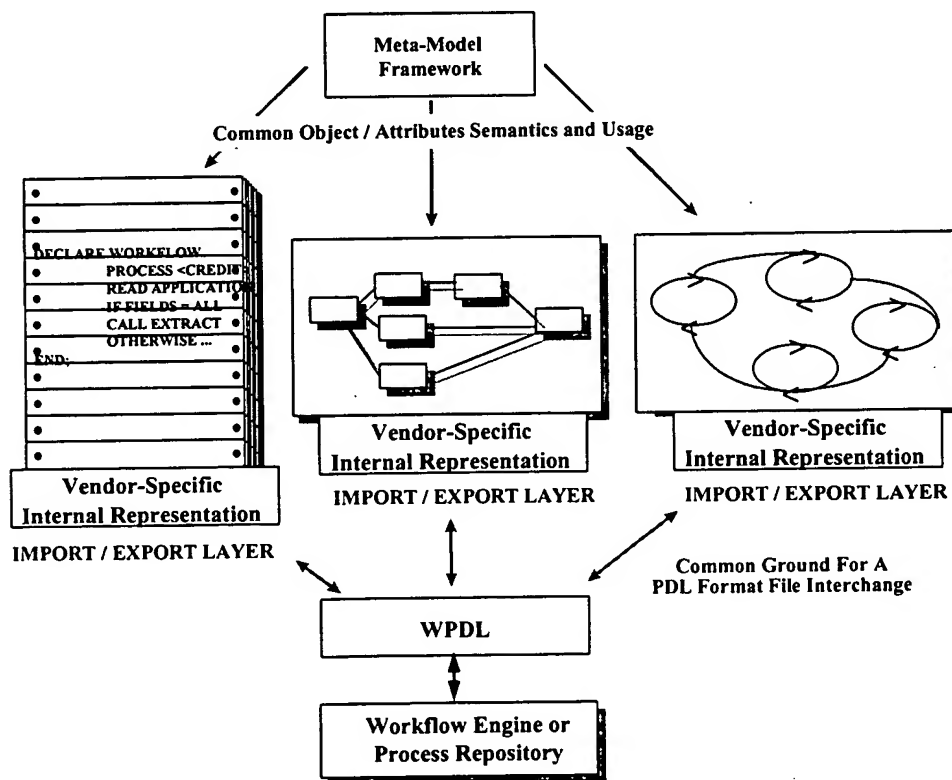 Meta-Model
Framework
Common Object / Attributes Semantics and Usage
DECLARE WORKFLOW
PROCESS <CREDI
READ APPLICATION
IF FIELDS = ALL
CALL EXTRACT
OTHERWISE ...
END;
Vendor-Specific
Internal Representation
IMPORT / EXPORT LAYER
Vendor-Specific
Internal Representation
IMPORT / EXPORT LAYER
Vendor-Specific
Internal Representation
IMPORT / EXPORT LAYER
Common Ground For A
PDL Format File Interchange
WPDL
Workflow Engine or
Process Repository